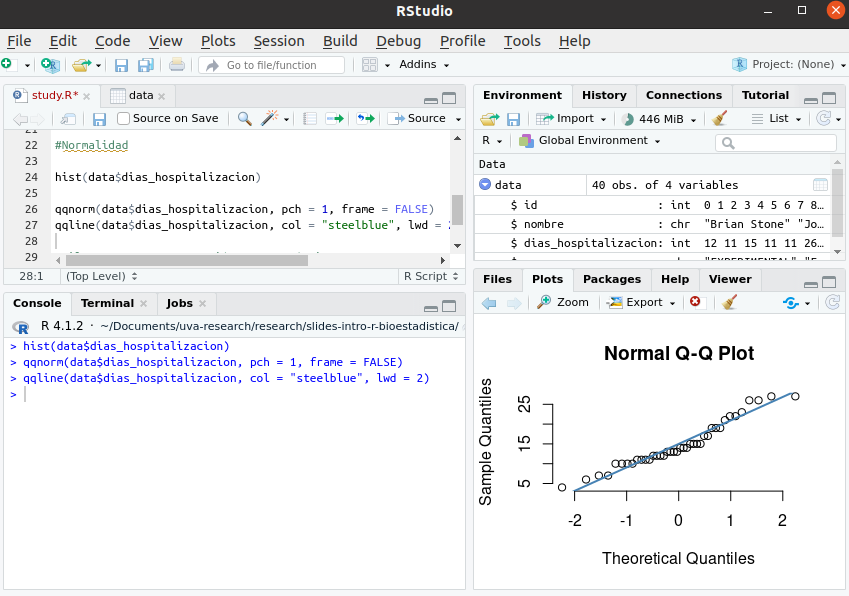 RStudio
File Edit Code View Plots Session Build Debug Profile Tools Help
Go to file/function Addins Project: (None)
study.R* data
Source on Save Source
21
22 #Normalidad
23
24 hist(data$dias_hospitalizacion)
25
26 qqnorm(data$dias_hospitalizacion, pch = 1, frame = FALSE)
27 qqline(data$dias_hospitalizacion, col = "steelblue", lwd = 2
28
29
28:1 (Top Level) R Script
Console Terminal Jobs
R 4.1.2 · ~/Documents/uva-research/research/slides-intro-r-bioestadistica/
> hist(data$dias_hospitalizacion)
> qqnorm(data$dias_hospitalizacion, pch = 1, frame = FALSE)
> qqline(data$dias_hospitalizacion, col = "steelblue", lwd = 2)
>
Environment History Connections Tutorial
Import 446 MiB List
R Global Environment
Data
data 40 obs. of 4 variables
$ id : int 0 1 2 3 4 5 6 7 8…
$ nombre : chr "Brian Stone" "Jo…
$ dias_hospitalizacion: int 12 11 15 11 11 26…
Files Plots Packages Help Viewer
Zoom Export
Normal Q-Q Plot
Sample Quantiles
25
15
5
-2 -1 0 1 2
Theoretical Quantiles